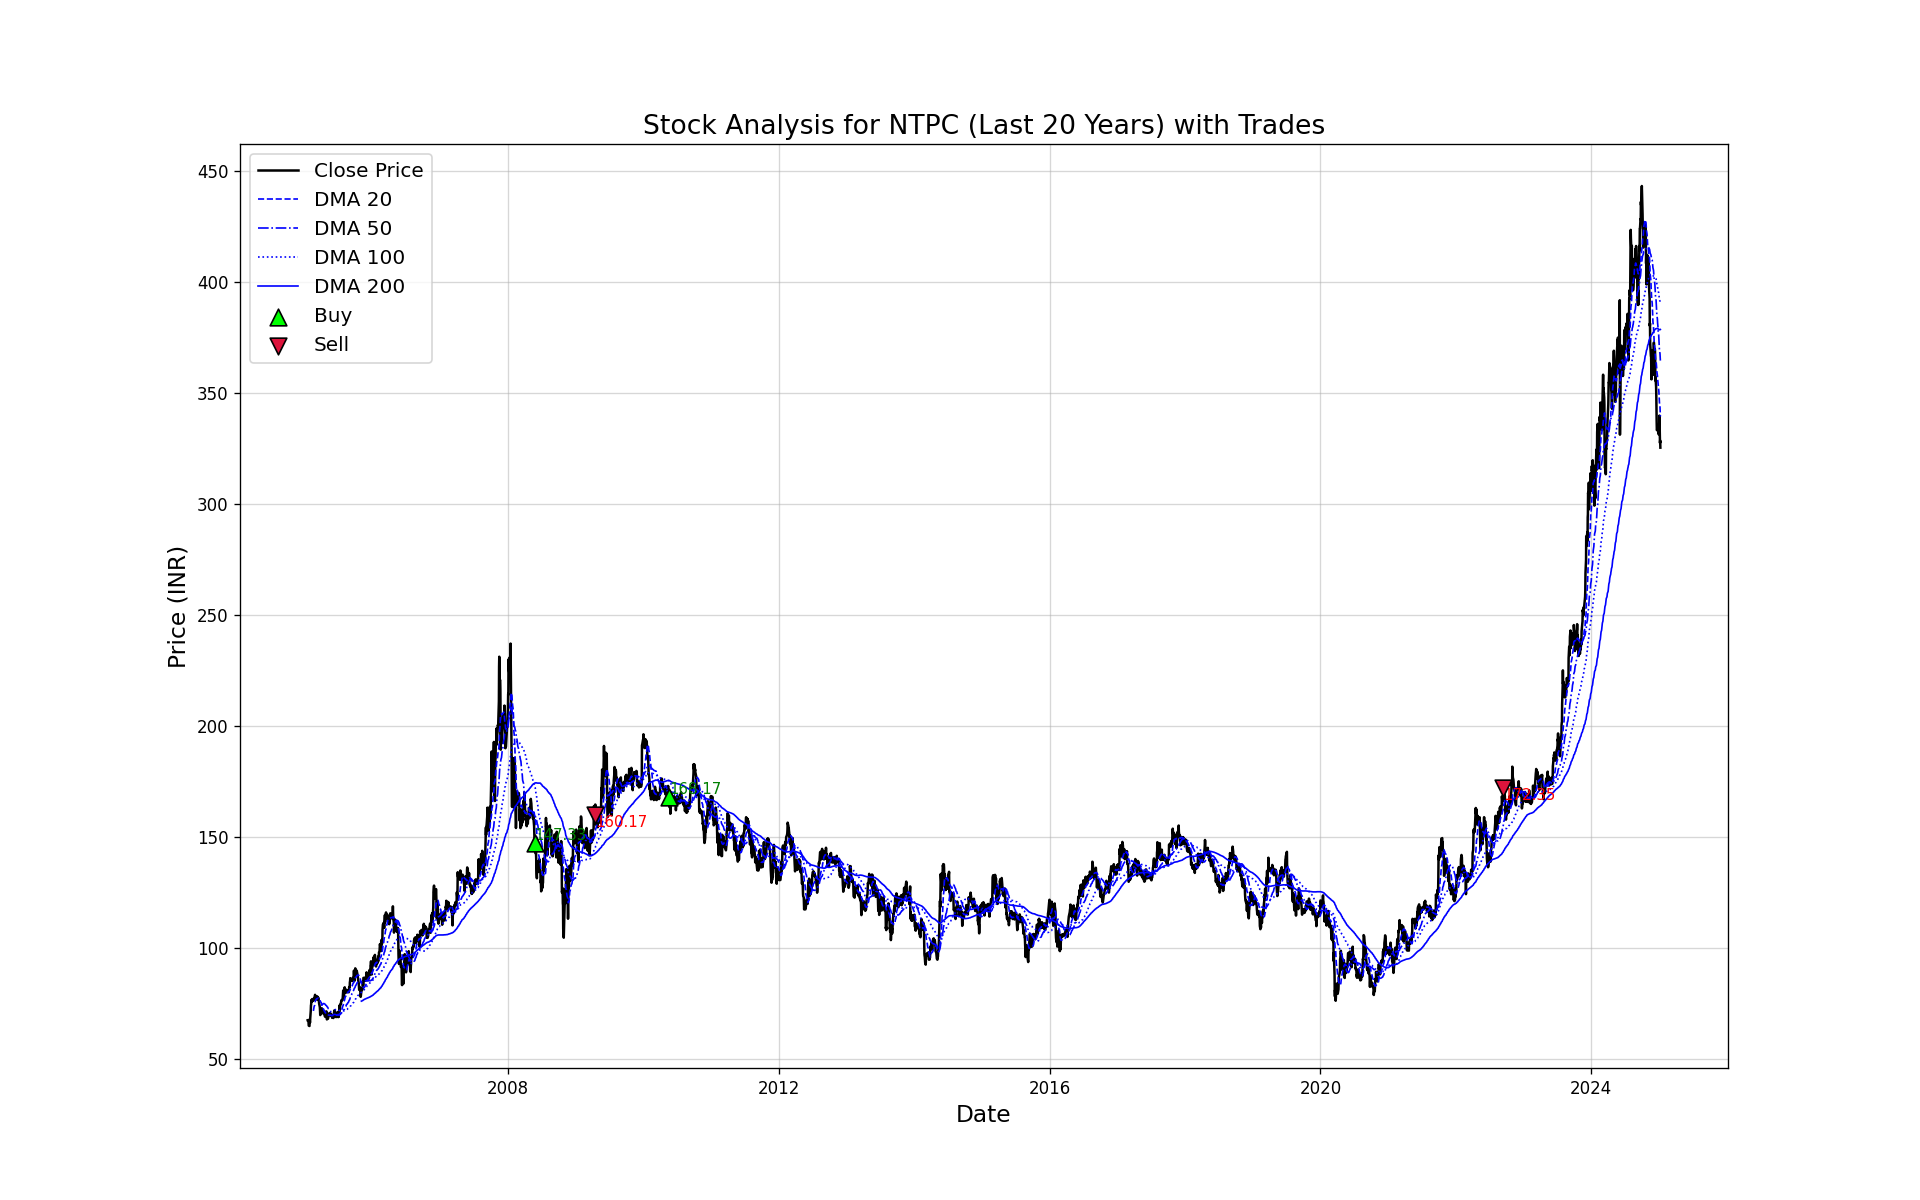 Stock Analysis for NTPC (Last 20 Years) with Trades
Close Price
DMA 20
DMA 50
DMA 100
DMA 200
Buy
Sell
450
400
350
300
250
200
150
100
50
Price (INR)
160.17
2008
2012
2016
2020
2024
Date